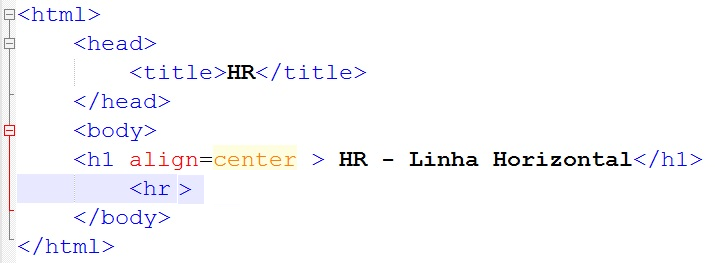 <html>
<head>
<title>HR</title>
</head>
<body>
<h1 align=center > HR - Linha Horizontal</h1>
<hr >
</body>
</html>